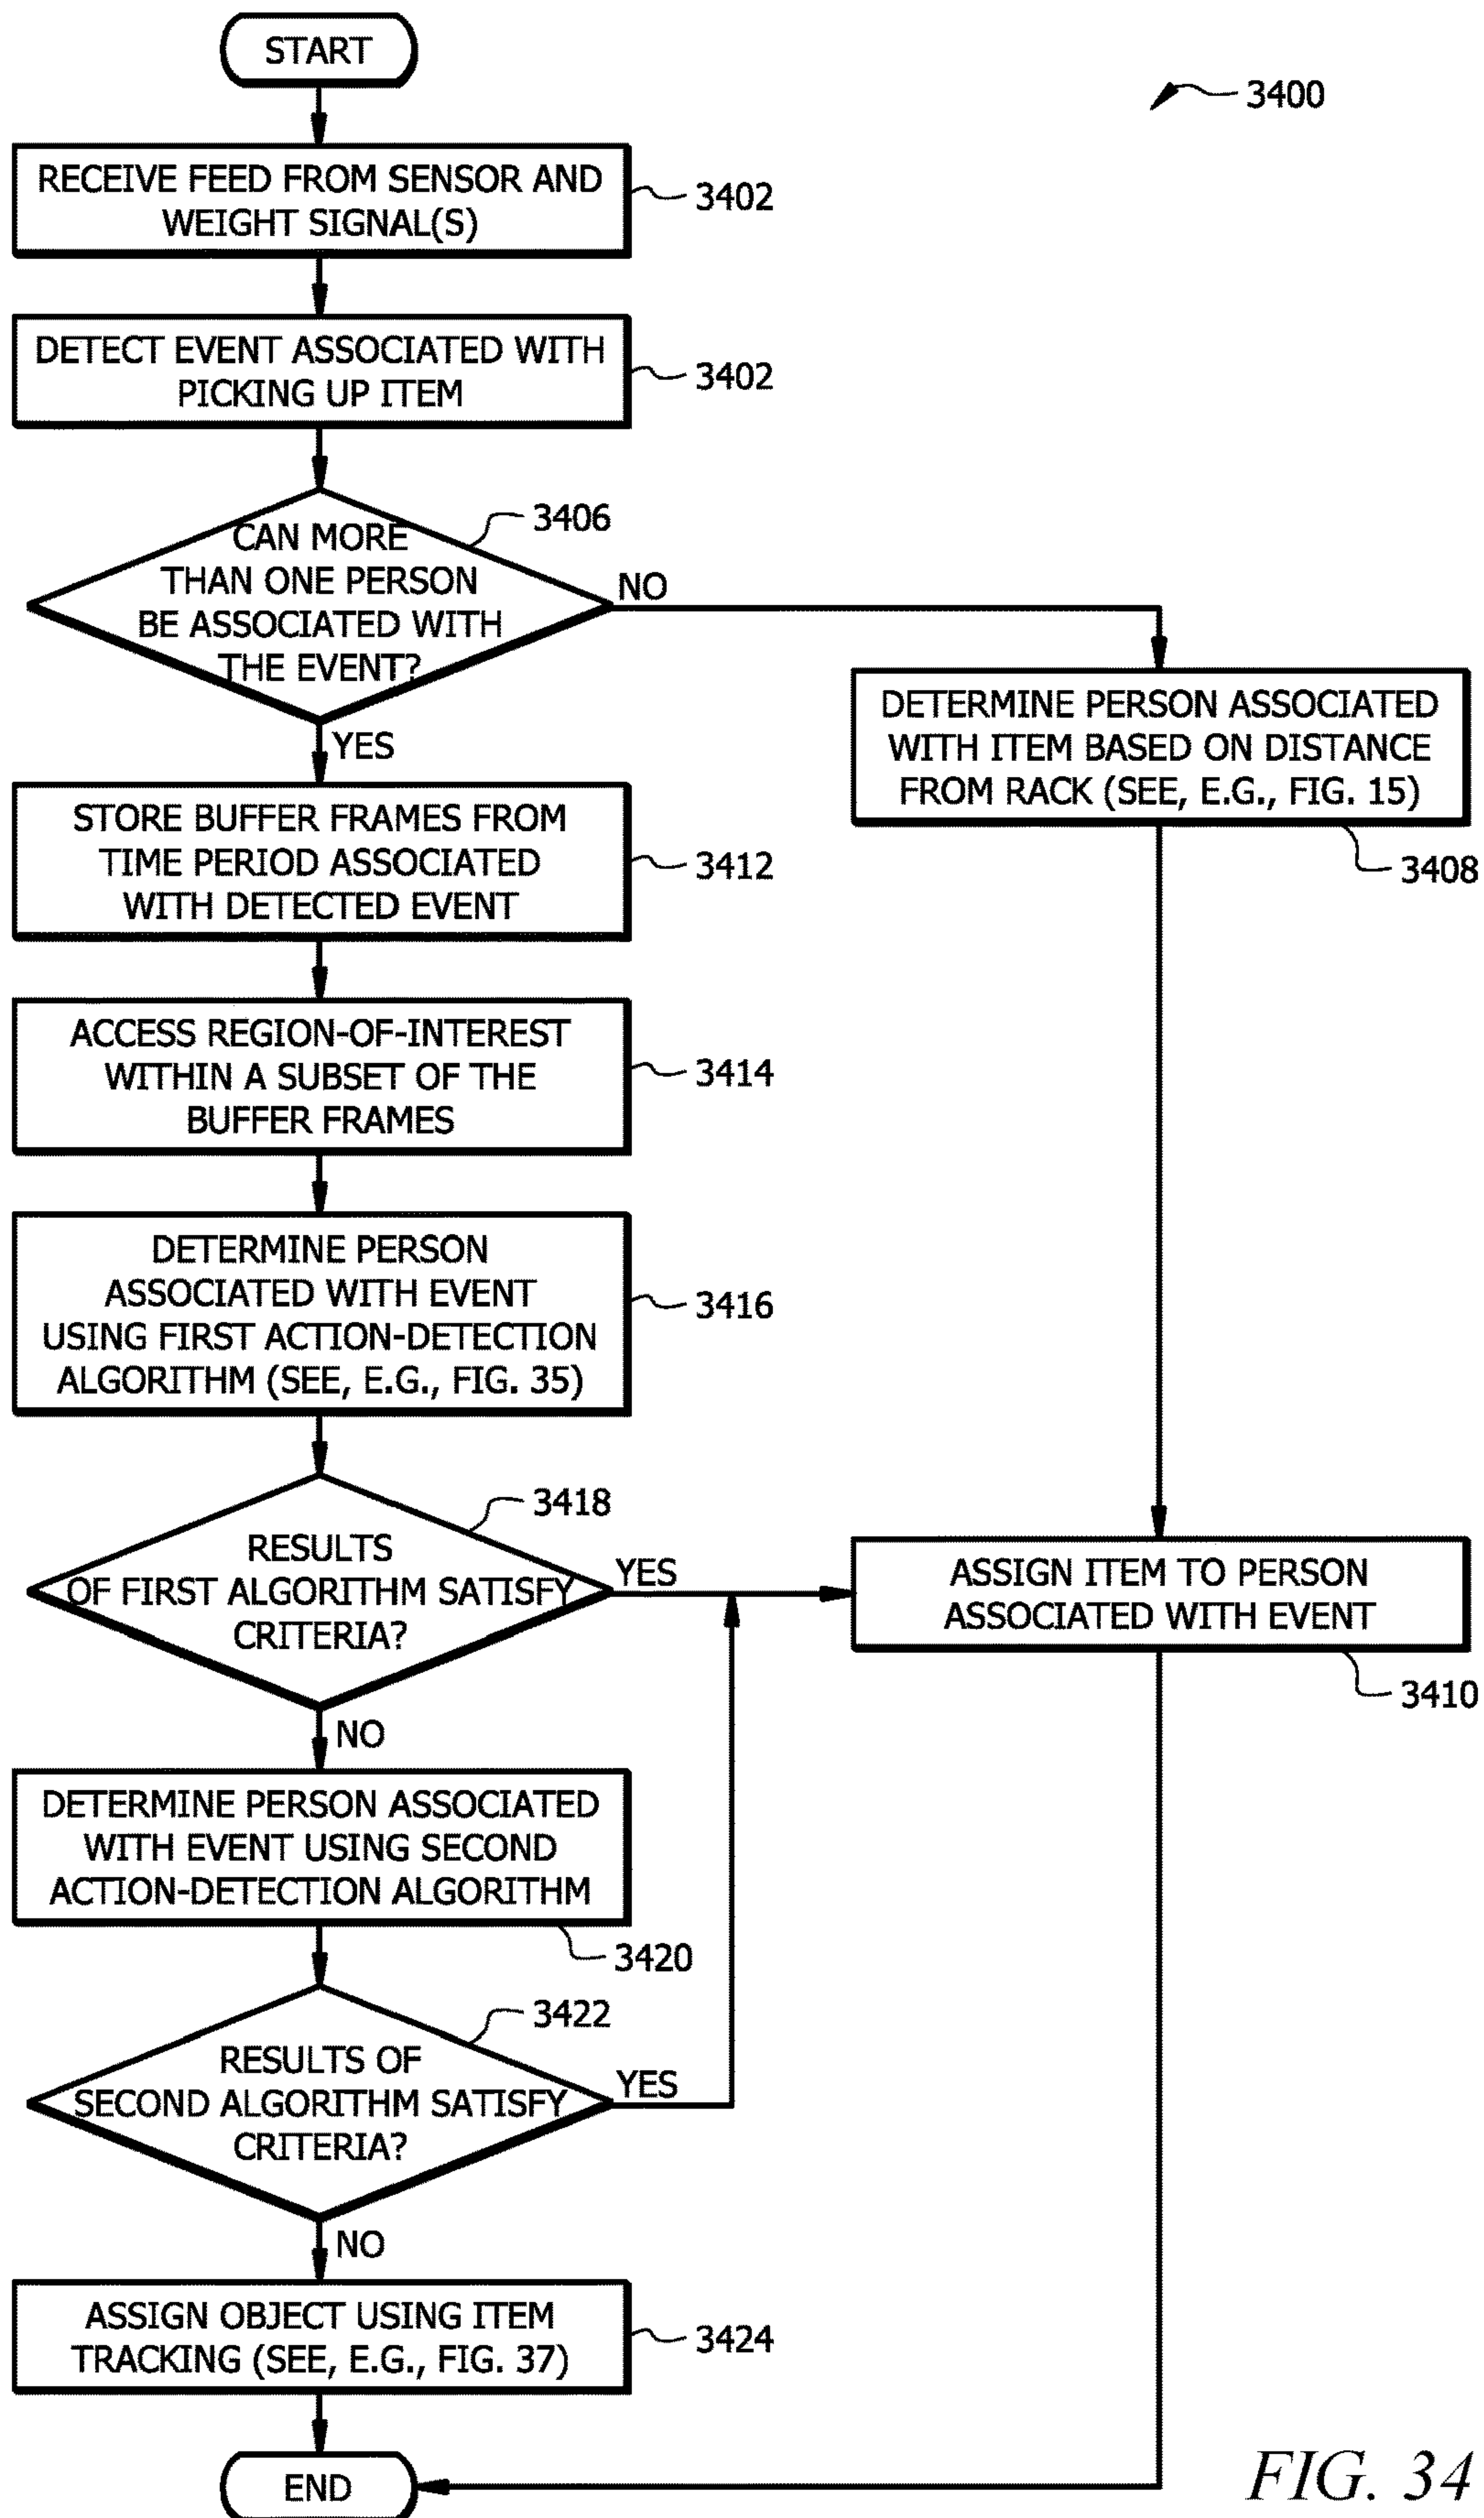 START
3400
RECEIVE FEED FROM SENSOR AND
WEIGHT SIGNAL(S)
3402
DETECT EVENT ASSOCIATED WITH
PICKING UP ITEM
3402
3406
CAN MORE
THAN ONE PERSON
BE ASSOCIATED WITH
THE EVENT?
NO
YES
DETERMINE PERSON ASSOCIATED
WITH ITEM BASED ON DISTANCE
FROM RACK (SEE, E.G., FIG. 15)
3408
STORE BUFFER FRAMES FROM
TIME PERIOD ASSOCIATED
WITH DETECTED EVENT
3412
ACCESS REGION-OF-INTEREST
WITHIN A SUBSET OF THE
BUFFER FRAMES
3414
DETERMINE PERSON
ASSOCIATED WITH EVENT
USING FIRST ACTION-DETECTION
ALGORITHM (SEE, E.G., FIG. 35)
3416
3418
RESULTS
OF FIRST ALGORITHM SATISFY
CRITERIA?
YES
NO
ASSIGN ITEM TO PERSON
ASSOCIATED WITH EVENT
3410
DETERMINE PERSON ASSOCIATED
WITH EVENT USING SECOND
ACTION-DETECTION ALGORITHM
3420
3422
RESULTS OF
SECOND ALGORITHM SATISFY
CRITERIA?
YES
NO
ASSIGN OBJECT USING ITEM
TRACKING (SEE, E.G., FIG. 37)
3424
END
FIG. 34